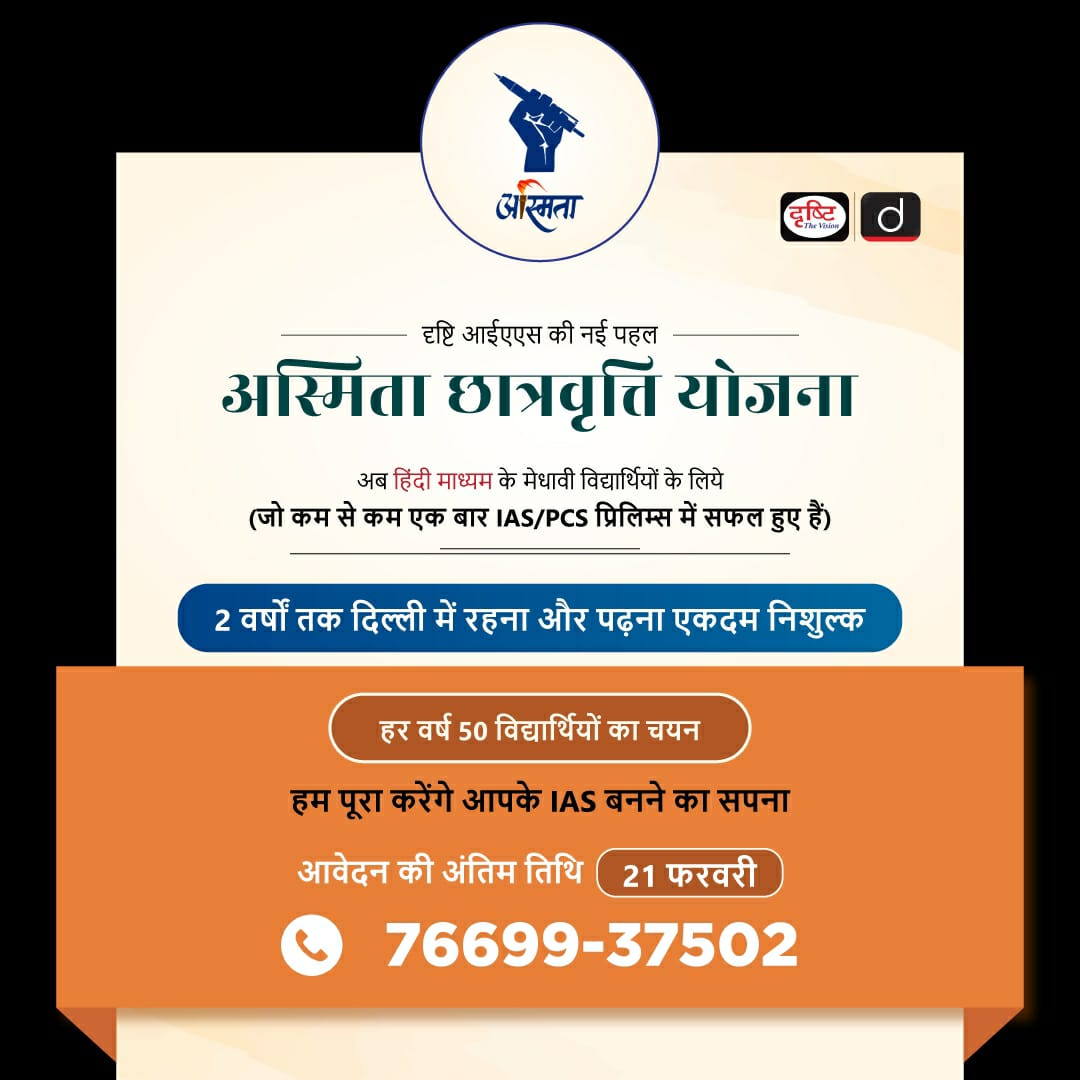 अस्मिता
दृष्टि
The Vision
d
दृष्टि आईएएस की नई पहल
अस्मिता छात्रवृत्ति योजना
अब हिंदी माध्यम के मेधावी विद्यार्थियों के लिये
(जो कम से कम एक बार IAS/PCS प्रिलिम्स में सफल हुए हैं)
2 वर्षों तक दिल्ली में रहना और पढ़ना एकदम निशुल्क
हर वर्ष 50 विद्यार्थियों का चयन
हम पूरा करेंगे आपके IAS बनने का सपना
आवेदन की अंतिम तिथि 21 फरवरी
76699-37502